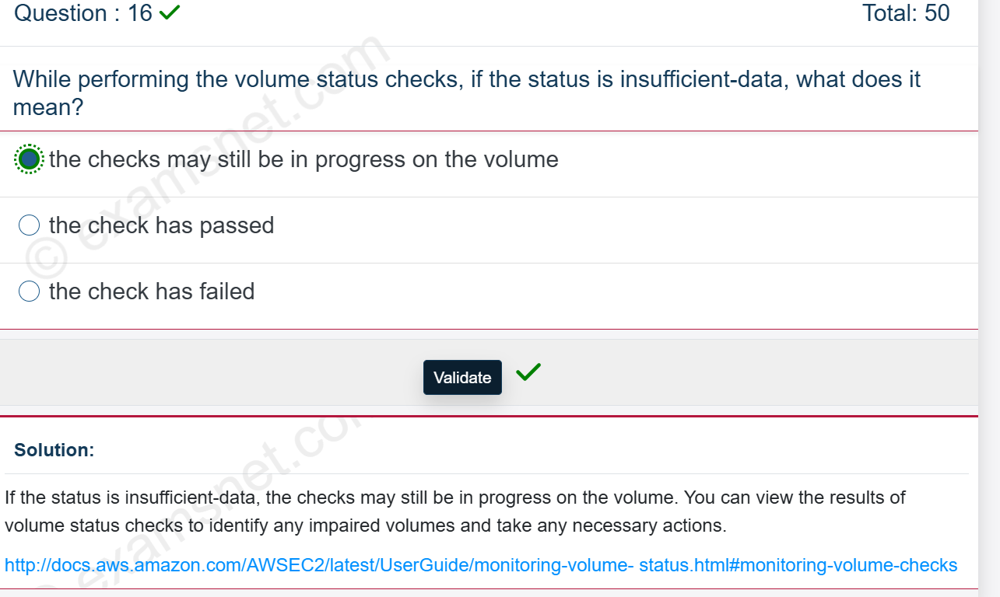 Question : 16
Total: 50
While performing the volume status checks, if the status is insufficient-data, what does it
mean?
the checks may still be in progress on the volume
the check has passed
the check has failed
© examsnet.com
Validate
Solution:
If the status is insufficient-data, the checks may still be in progress on the volume. You can view the results of
volume status checks to identify any impaired volumes and take any necessary actions.
http://docs.aws.amazon.com/AWSEC2/latest/UserGuide/monitoring-volume- status.html#monitoring-volume-checks
© examsnet.com